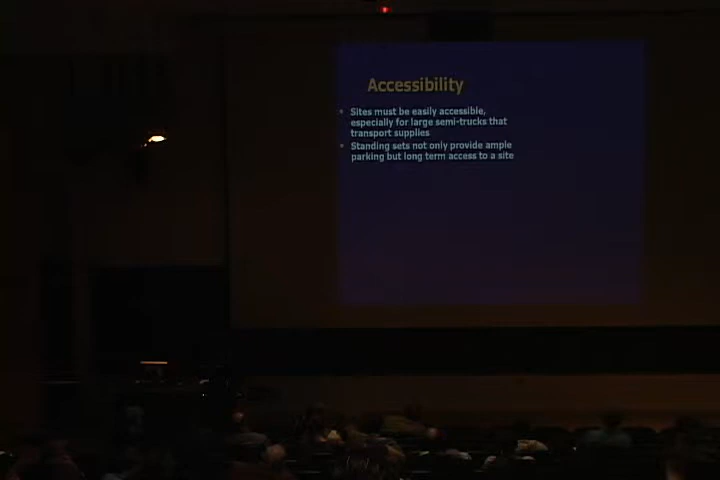 Accessibility
• Sites must be easily accessible,
especially for large semi-trucks that
transport supplies
• Standing sets not only provide ample
parking but long term access to a site